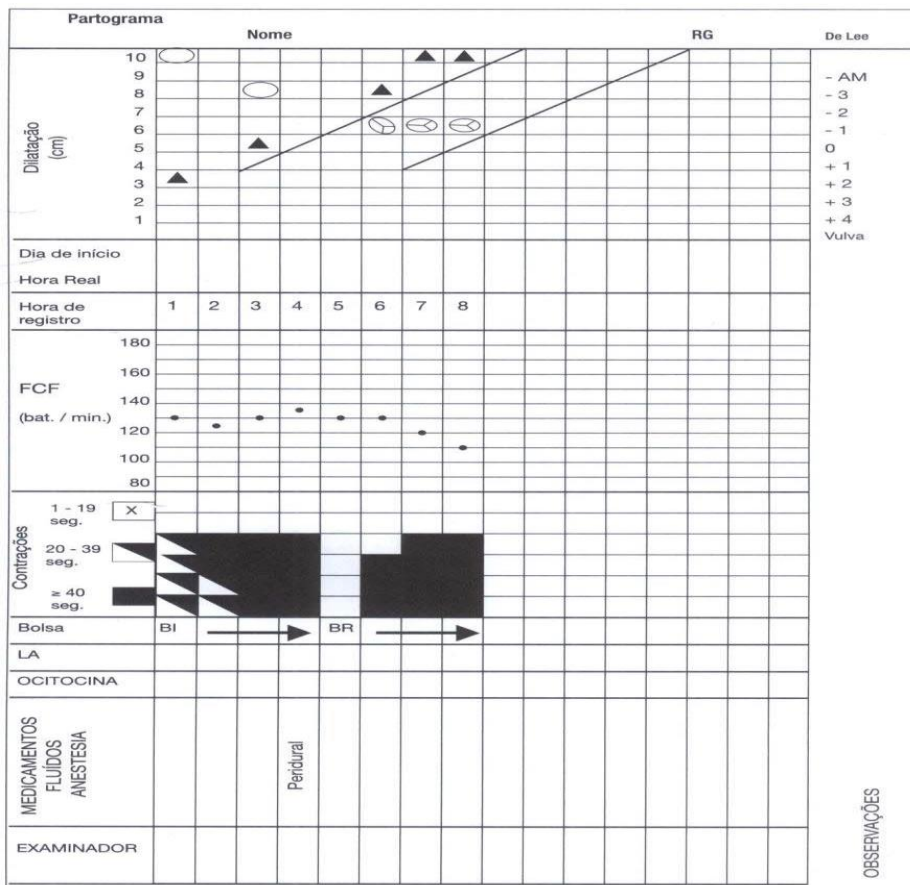 Partograma
Nome
RG
De Lee
Dilatação
(cm)
10
9
8
7
6
5
4
3
2
1
- AM
- 3
- 2
- 1
0
+ 1
+ 2
+ 3
+ 4
Vulva
Dia de início
Hora Real
Hora de
registro
1 2 3 4 5 6 7 8
FCF
(bat. / min.)
180
160
140
120
100
80
Contrações
1 - 19
seg.
X
20 - 39
seg.
≥ 40
seg.
Bolsa
BI
BR
LA
OCITOCINA
MEDICAMENTOS
FLUÍDOS
ANESTESIA
Peridural
EXAMINADOR
OBSERVAÇÕES